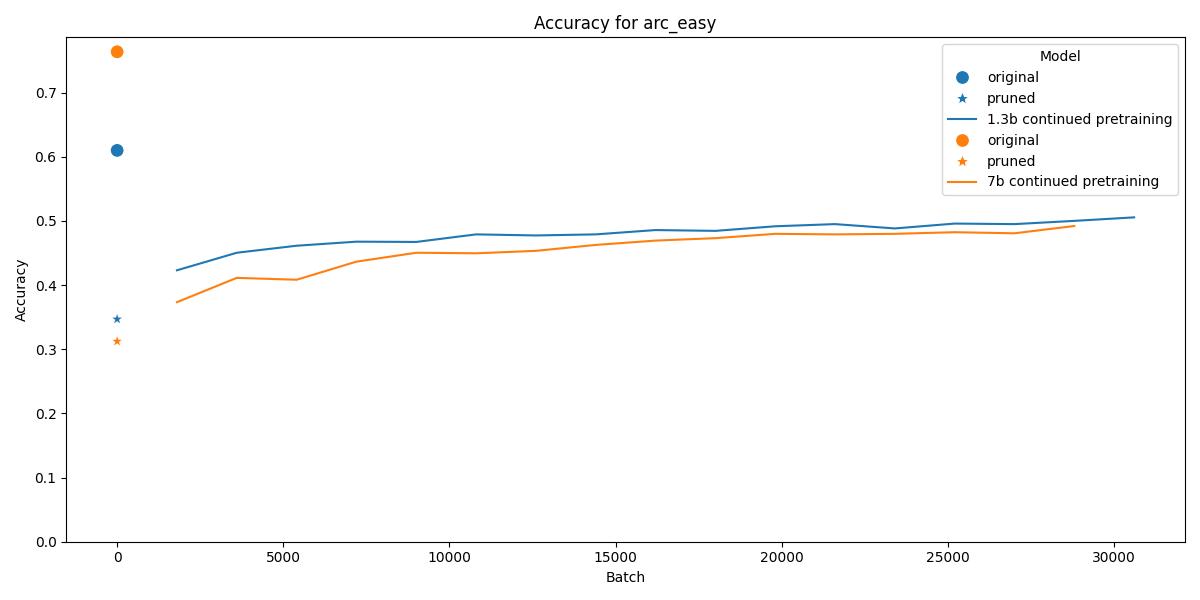 Accuracy for arc_easy
Model
original
pruned
1.3b continued pretraining
original
pruned
7b continued pretraining
Accuracy
0.7
0.6
0.5
0.4
0.3
0.2
0.1
0.0
0
5000
10000
15000
20000
25000
30000
Batch